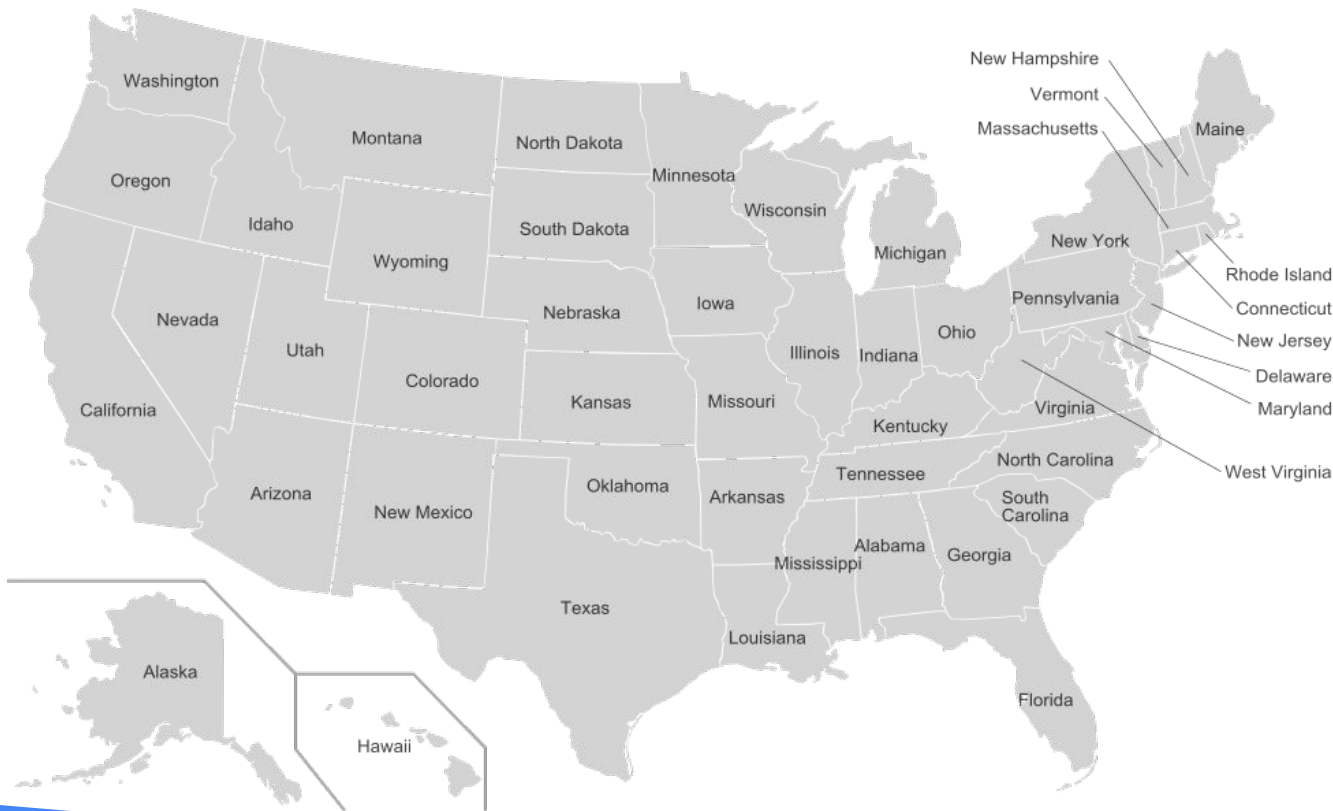 New Hampshire
Washington
Vermont
Massachusetts
Maine
Montana
North Dakota
Oregon
Minnesota
Wisconsin
Idaho
South Dakota
New York
Michigan
Wyoming
Rhode Island
Pennsylvania
Iowa
Connecticut
Nebraska
Nevada
Ohio
New Jersey
Utah
Illinois
Indiana
Delaware
Colorado
Kansas
Missouri
Virginia
Maryland
California
Kentucky
North Carolina
West Virginia
Tennessee
Oklahoma
Arizona
Arkansas
South
Carolina
New Mexico
Alabama
Georgia
Mississippi
Texas
Louisiana
Alaska
Florida
Hawaii